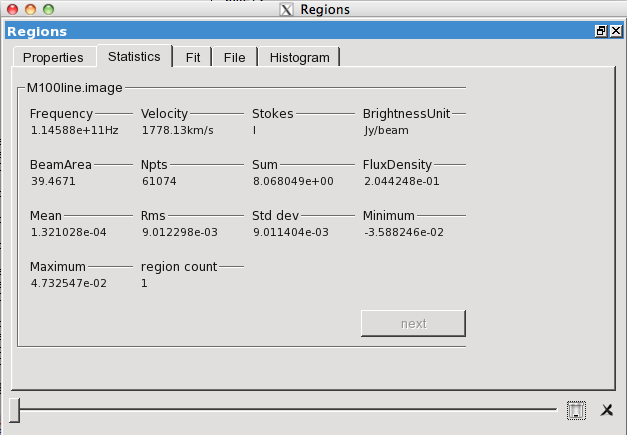 Regions
Regions
Properties Statistics Fit File Histogram
M100line.image
Frequency Velocity Stokes BrightnessUnit
1.14588e+11Hz 1778.13km/s I Jy/beam
BeamArea Npts Sum FluxDensity
39.4671 61074 8.068049e+00 2.044248e-01
Mean Rms Std dev Minimum
1.321028e-04 9.012298e-03 9.011404e-03 -3.588246e-02
Maximum region count
4.732547e-02 1
next